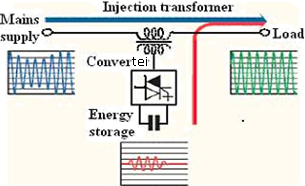 Injection transformer
Mains
supply
Load
Converter
Energy
storage